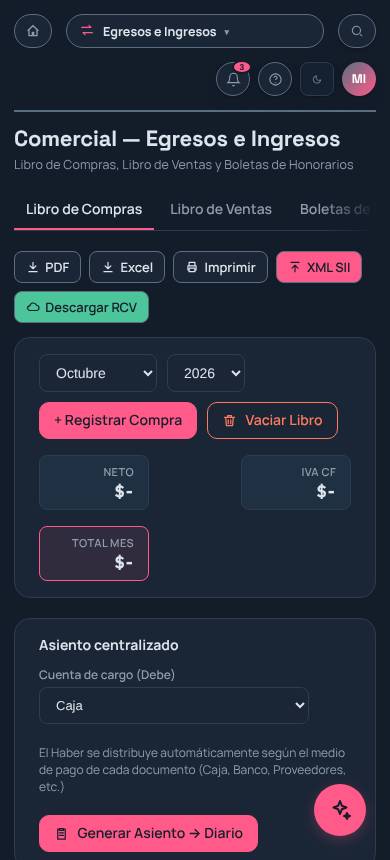 Egresos e Ingresos
3
MI
Comercial — Egresos e Ingresos
Libro de Compras, Libro de Ventas y Boletas de Honorarios
Libro de Compras Libro de Ventas Boletas de
PDF Excel Imprimir XML SII
Descargar RCV
Octubre 2026
+ Registrar Compra Vaciar Libro
NETO IVA CF
$- $-
TOTAL MES
$-
Asiento centralizado
Cuenta de cargo (Debe)
Caja
El Haber se distribuye automáticamente según el medio
de pago de cada documento (Caja, Banco, Proveedores,
etc.)
Generar Asiento → Diario